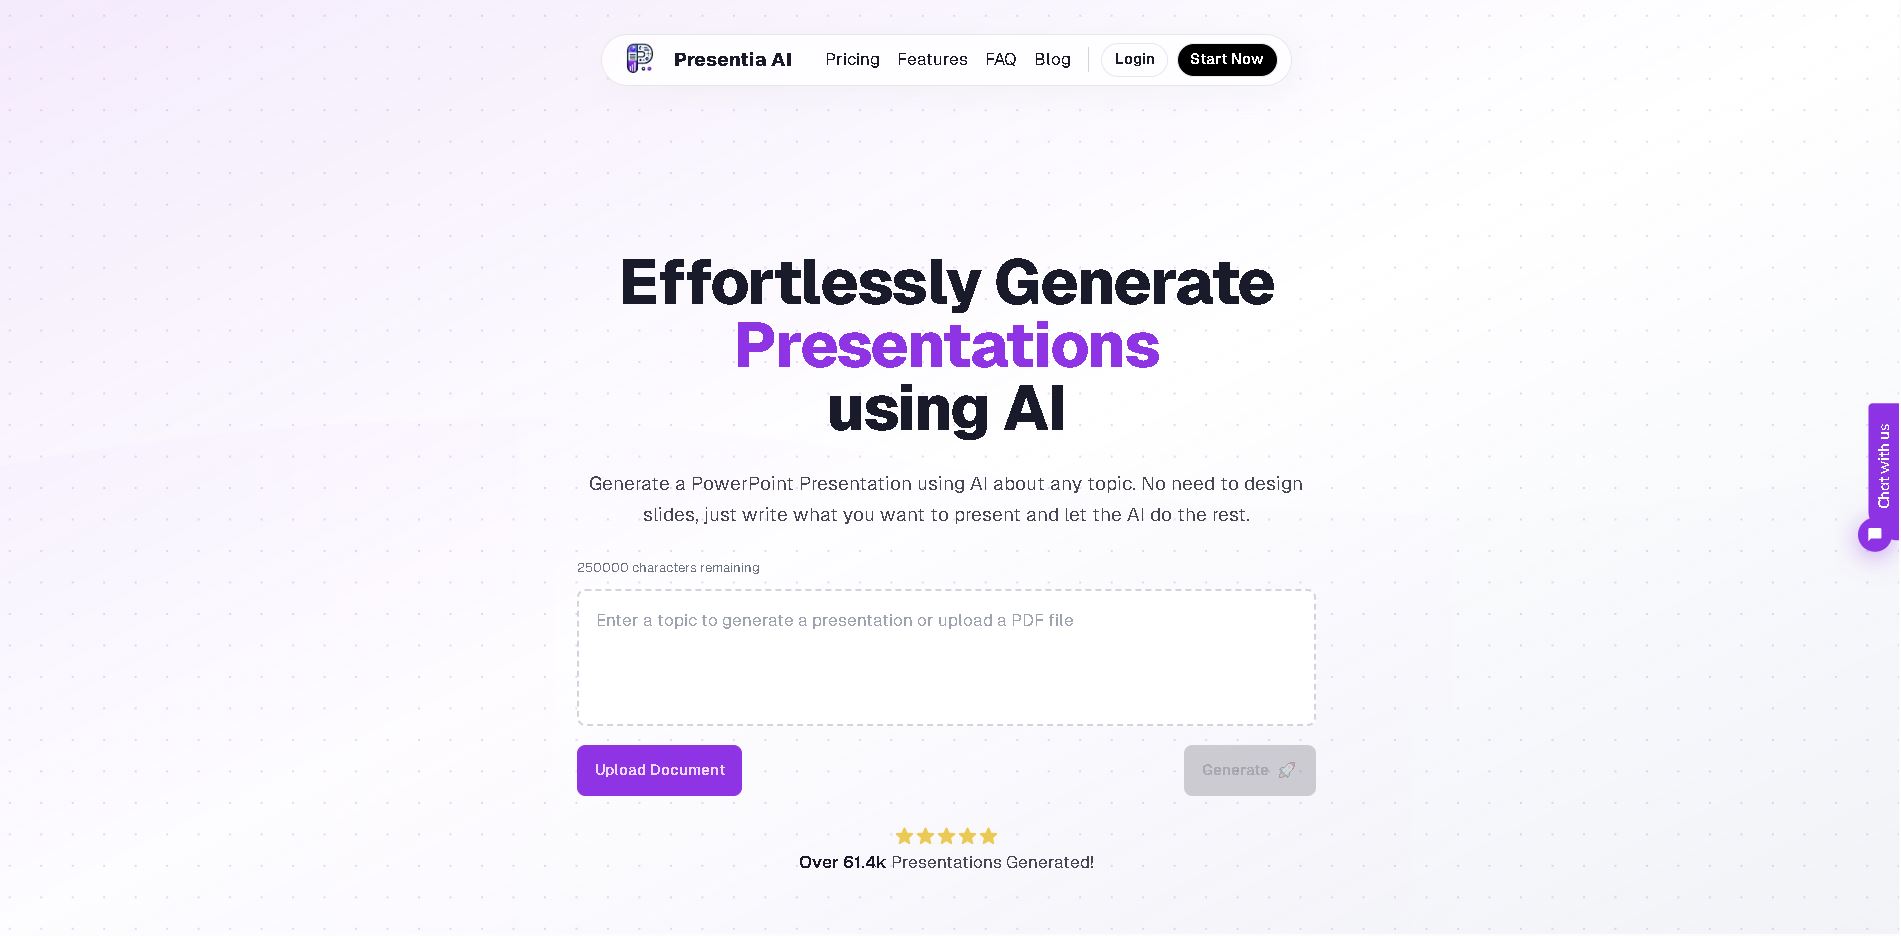 Presentia AI
Pricing
Features
FAQ
Blog
Login
Start Now
Effortlessly Generate
Presentations
using AI
Generate a PowerPoint Presentation using AI about any topic. No need to design
slides, just write what you want to present and let the AI do the rest.
250000 characters remaining
Enter a topic to generate a presentation or upload a PDF file
Upload Document
Generate 🚀
Over 61.4k Presentations Generated!
Chat with us